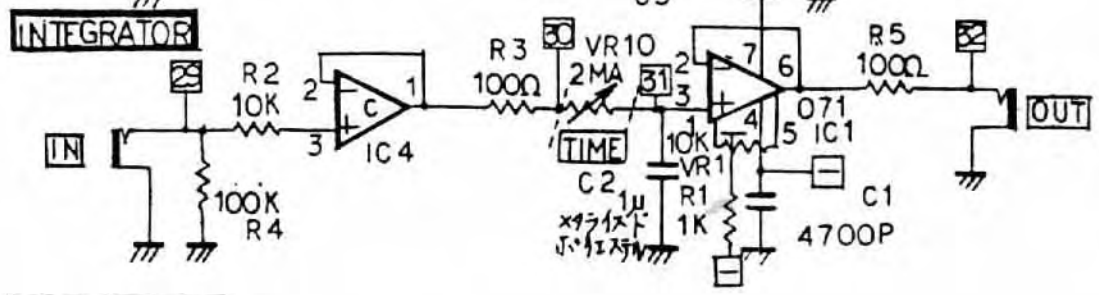 INTEGRATOR
29
R2
10K
2
3
C
1
IC4
R3
100Ω
30
VR10
2MA
31
TIME
2
3
7
6
1
4
5
071
IC1
R5
100Ω
32
IN
100K
R4
C2
1μ
メタライズド
ポリエステル
10K
VR1
R1
1K
C1
4700P
OUT